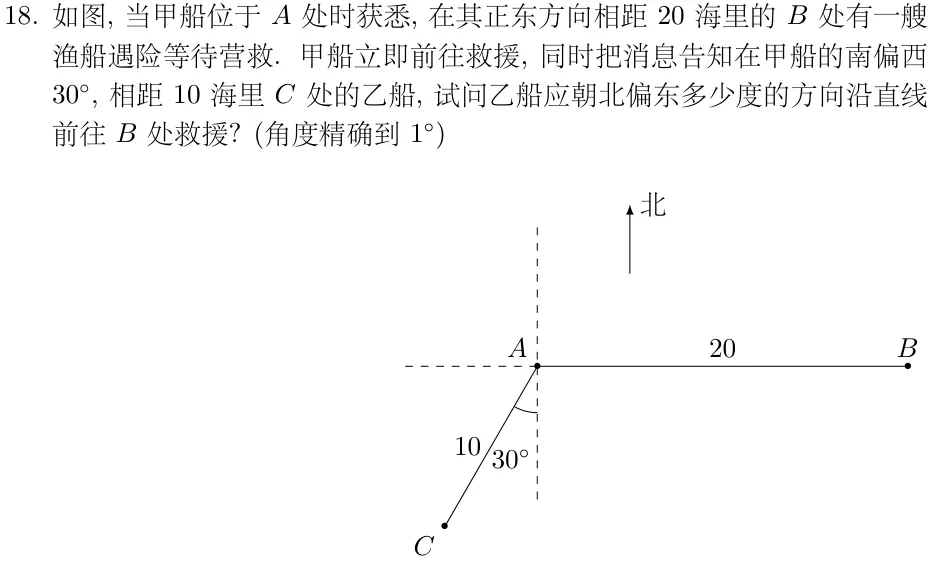 18. 如图, 当甲船位于 A 处时获悉, 在其正东方向相距 20 海里的 B 处有一艘
渔船遇险等待营救. 甲船立即前往救援, 同时把消息告知在甲船的南偏西
30°, 相距 10 海里 C 处的乙船, 试问乙船应朝北偏东多少度的方向沿直线
前往 B 处救援? (角度精确到 1°)
北
A
20
B
10
30°
C